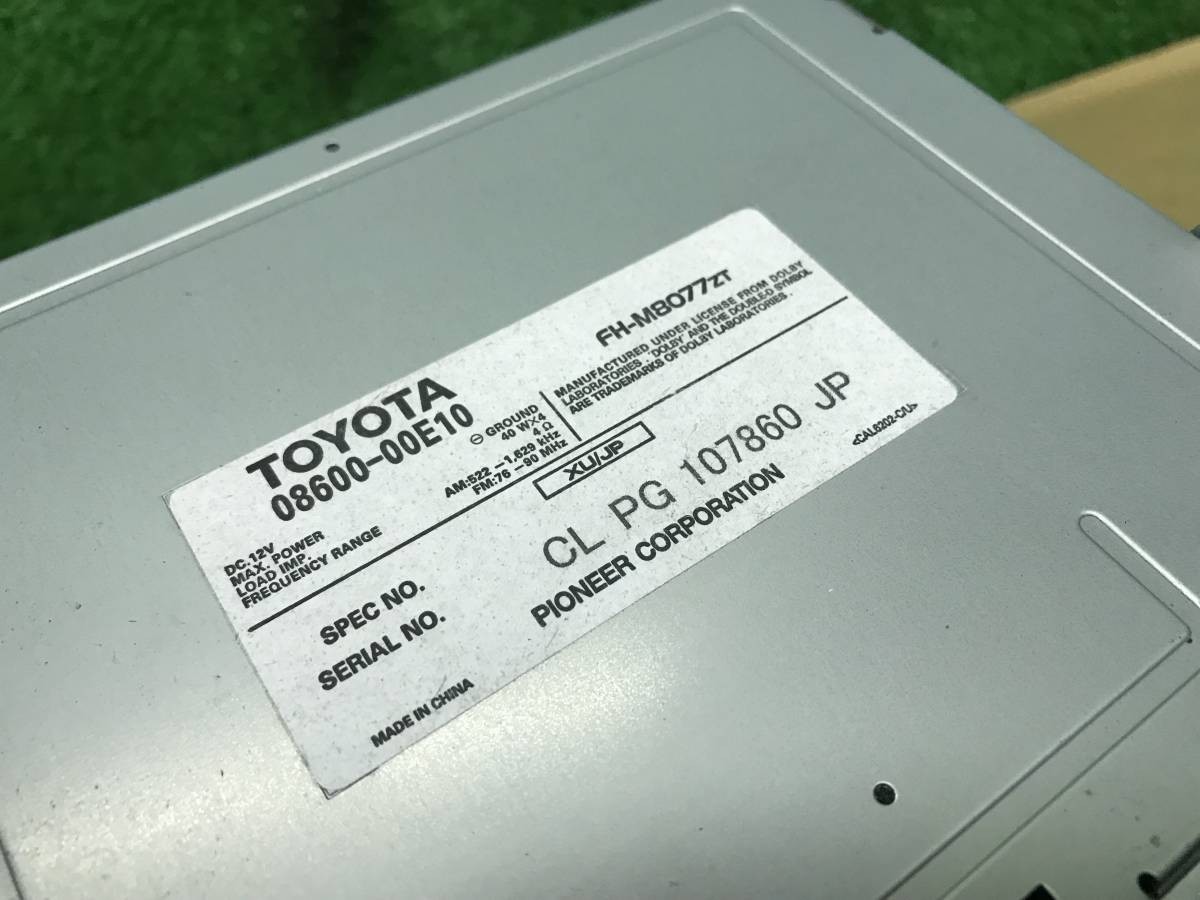 TOYOTA
08600-00E10
FH-M8077ZT
DC.12V ⊖ GROUND
MAX. POWER 40 W×4
LOAD IMP. 4 Ω
FREQUENCY RANGE AM:522 –1,629 kHz
FM:76 –90 MHz
MANUFACTURED UNDER LICENSE FROM DOLBY
LABORATORIES. "DOLBY" AND THE DOUBLE-D SYMBOL
ARE TRADEMARKS OF DOLBY LABORATORIES.
SPEC NO. XU/JP
SERIAL NO. CL PG 107860 JP
PIONEER CORPORATION
MADE IN CHINA
<CAL8202-C/U>